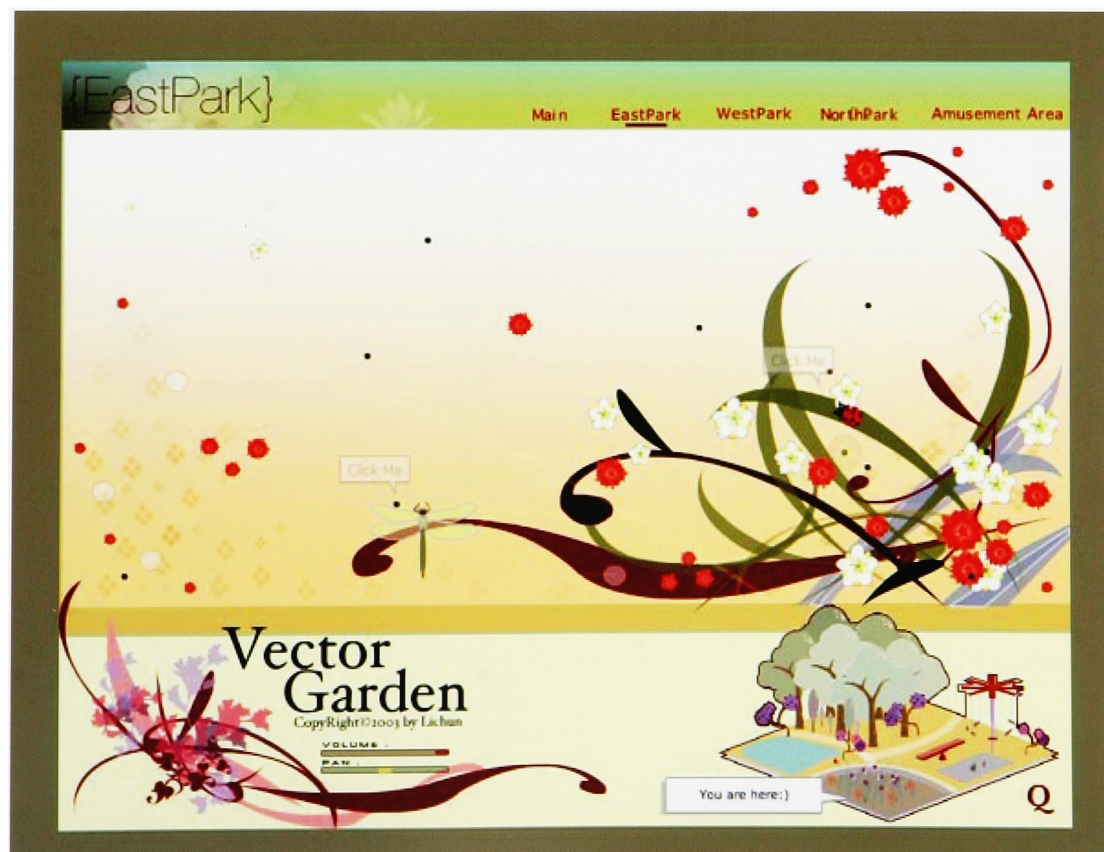 {EastPark}
Main EastPark WestPark NorthPark Amusement Area
Click Me
Click Me
Vector
Garden
CopyRight©2003 by Lichun
VOLUME :
PAN :
You are here:)
Q